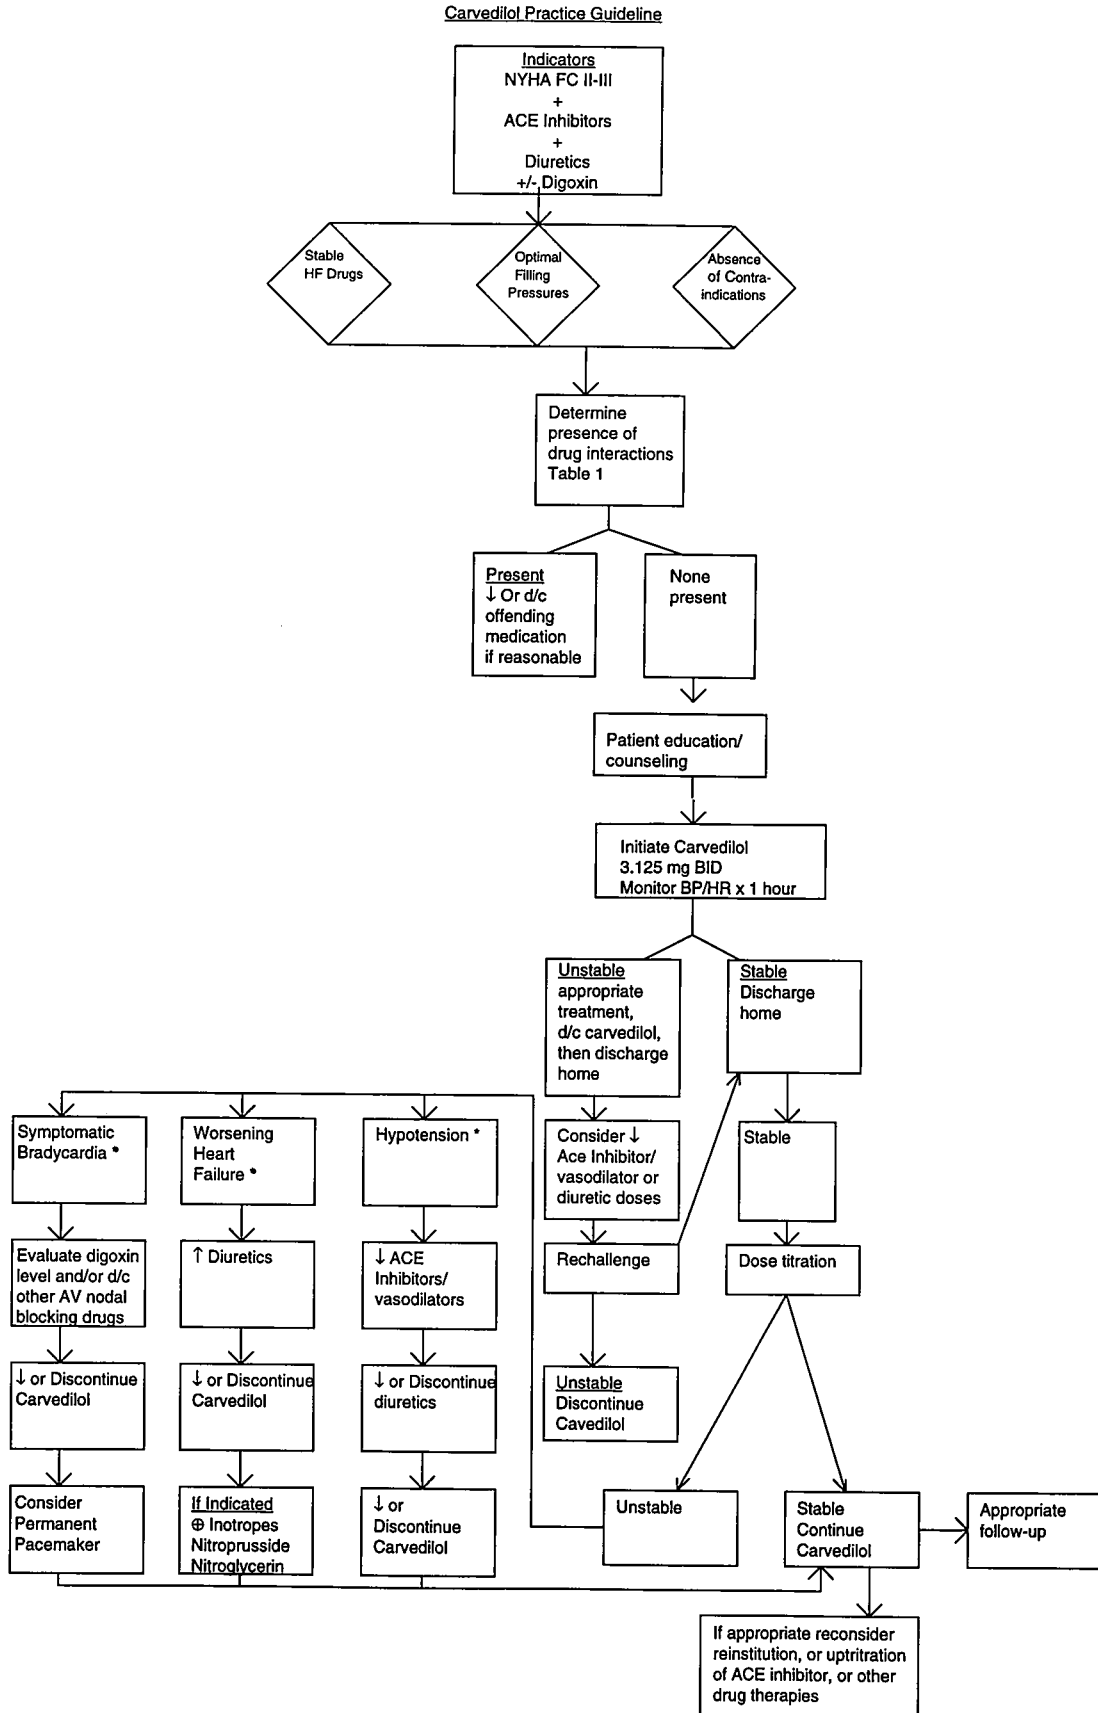 Carvedilol Practice Guideline
Indicators
NYHA FC II-III
+
ACE Inhibitors
+
Diuretics
+/- Digoxin
Stable
HF Drugs
Optimal
Filling
Pressures
Absence
of Contra-
indications
Determine
presence of
drug interactions
Table 1
Present
↓ Or d/c
offending
medication
if reasonable
None
present
Patient education/
counseling
Initiate Carvedilol
3.125 mg BID
Monitor BP/HR x 1 hour
Unstable
appropriate
treatment,
d/c carvedilol,
then discharge
home
Stable
Discharge
home
Symptomatic
Bradycardia *
Worsening
Heart
Failure *
Hypotension *
Consider ↓
Ace Inhibitor/
vasodilator or
diuretic doses
Stable
Evaluate digoxin
level and/or d/c
other AV nodal
blocking drugs
↑ Diuretics
↓ ACE
Inhibitors/
vasodilators
Rechallenge
Dose titration
↓ or Discontinue
Carvedilol
↓ or Discontinue
Carvedilol
↓ or Discontinue
diuretics
Unstable
Discontinue
Cavedilol
Consider
Permanent
Pacemaker
If Indicated
⊕ Inotropes
Nitroprusside
Nitroglycerin
↓ or
Discontinue
Carvedilol
Unstable
Stable
Continue
Carvedilol
Appropriate
follow-up
If appropriate reconsider
reinstitution, or uptritration
of ACE inhibitor, or other
drug therapies